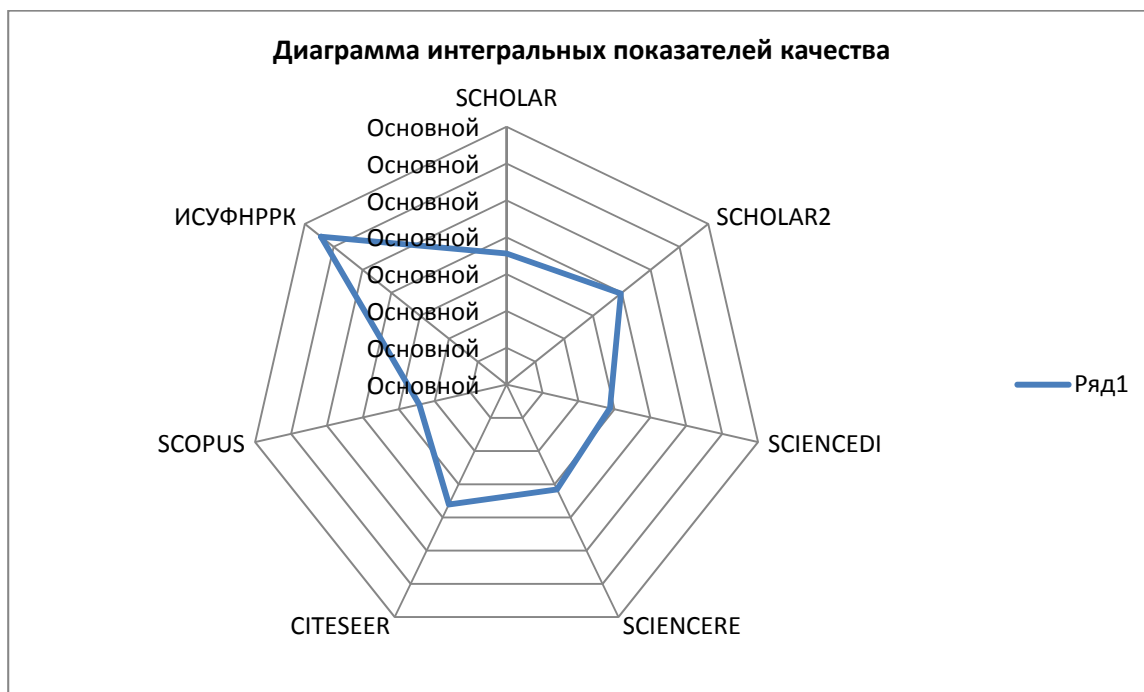 Диаграмма интегральных показателей качества
SCHOLAR
Основной
Основной
Основной
ИСУФНРРК
SCHOLAR2
Основной
Основной
Основной
Основной
Основной
Ряд1
SCOPUS
SCIENCEDI
CITESEER
SCIENCERE